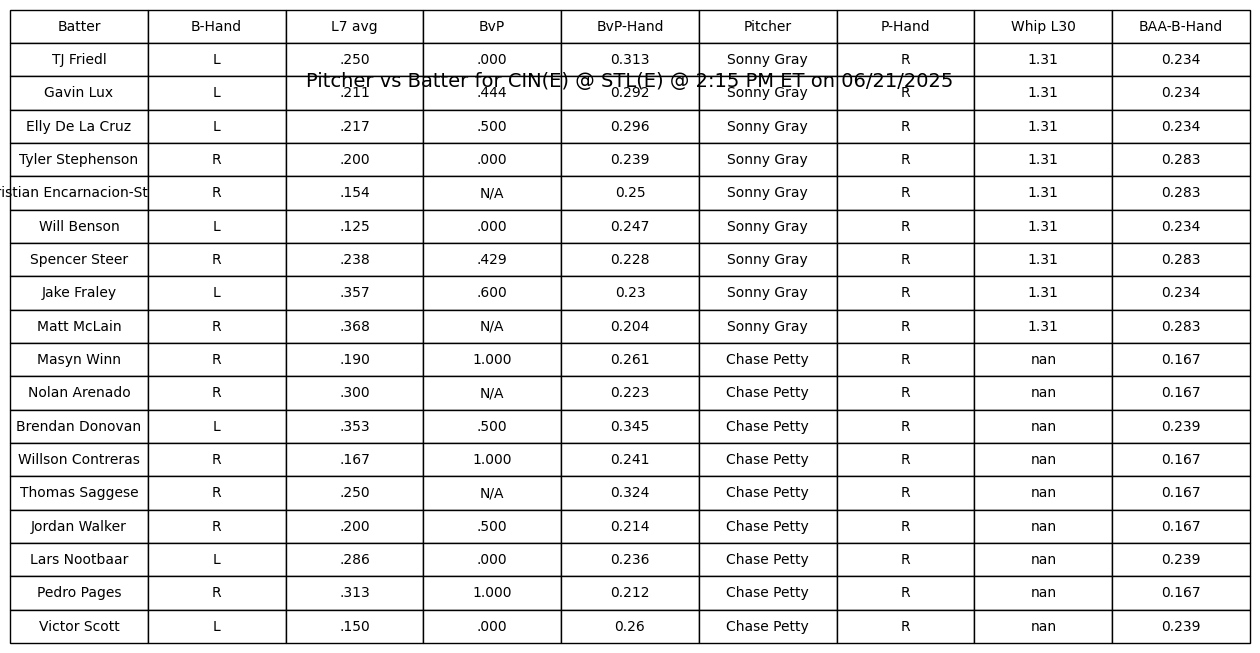 Batter B-Hand L7 avg BvP BvP-Hand Pitcher P-Hand Whip L30 BAA-B-Hand
TJ Friedl L .250 .000 0.313 Sonny Gray R 1.31 0.234
Pitcher vs Batter for CIN(E) @ STL(E) @ 2:15 PM ET on 06/21/2025
Gavin Lux L .211 .444 0.292 Sonny Gray R 1.31 0.234
Elly De La Cruz L .217 .500 0.296 Sonny Gray R 1.31 0.234
Tyler Stephenson R .200 .000 0.239 Sonny Gray R 1.31 0.283
istian Encarnacion-St R .154 N/A 0.25 Sonny Gray R 1.31 0.283
Will Benson L .125 .000 0.247 Sonny Gray R 1.31 0.234
Spencer Steer R .238 .429 0.228 Sonny Gray R 1.31 0.283
Jake Fraley L .357 .600 0.23 Sonny Gray R 1.31 0.234
Matt McLain R .368 N/A 0.204 Sonny Gray R 1.31 0.283
Masyn Winn R .190 1.000 0.261 Chase Petty R nan 0.167
Nolan Arenado R .300 N/A 0.223 Chase Petty R nan 0.167
Brendan Donovan L .353 .500 0.345 Chase Petty R nan 0.239
Willson Contreras R .167 1.000 0.241 Chase Petty R nan 0.167
Thomas Saggese R .250 N/A 0.324 Chase Petty R nan 0.167
Jordan Walker R .200 .500 0.214 Chase Petty R nan 0.167
Lars Nootbaar L .286 .000 0.236 Chase Petty R nan 0.239
Pedro Pages R .313 1.000 0.212 Chase Petty R nan 0.167
Victor Scott L .150 .000 0.26 Chase Petty R nan 0.239